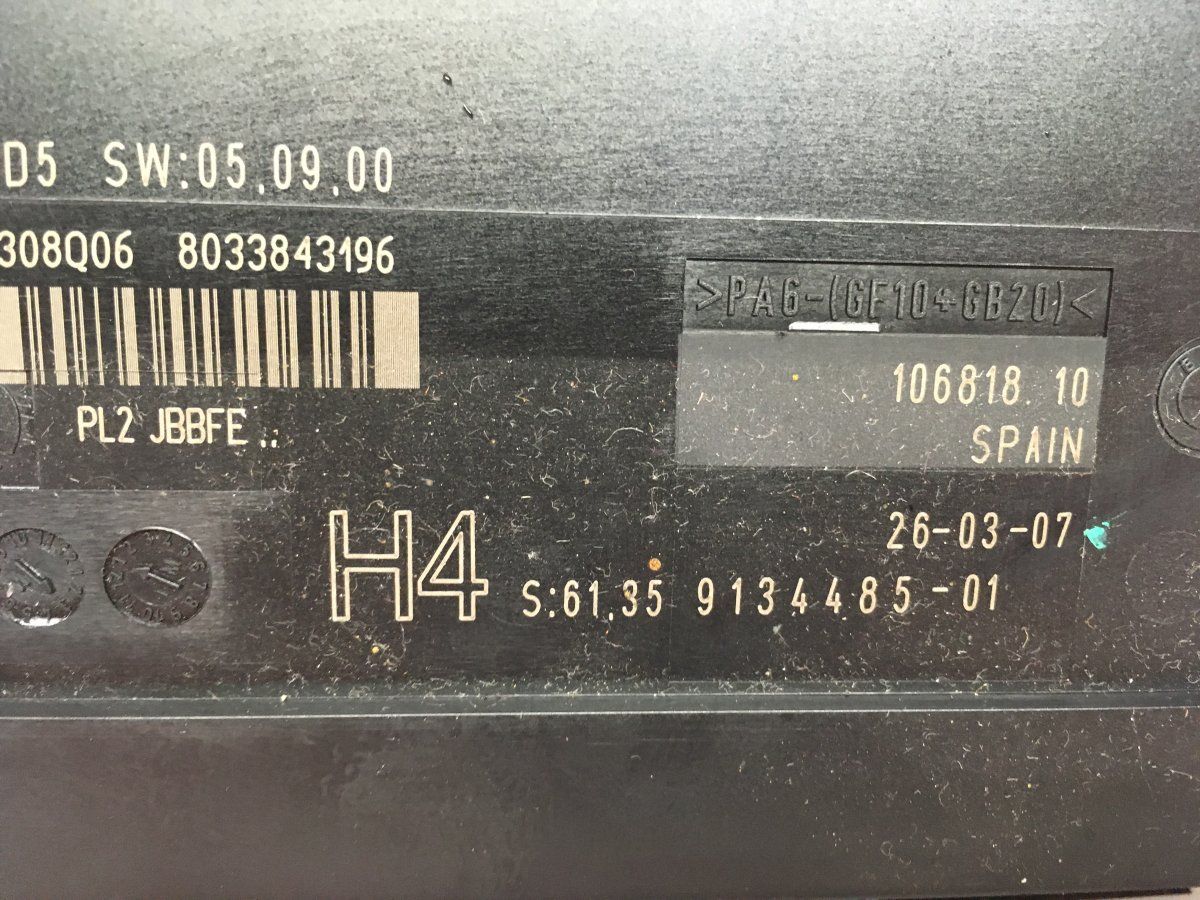 D5 SW:05.09.00
308Q06 8033843196
>PA6-(GF10+GB20)<
106818.10
PL2 JBBFE..
SPAIN
26-03-07
H4 S:61.35 9134485-01